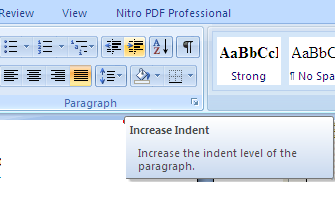 Review View Nitro PDF Professional
AaBbCcI
Strong
¶ No Spa
Paragraph
Increase Indent
Increase the indent level of the
paragraph.